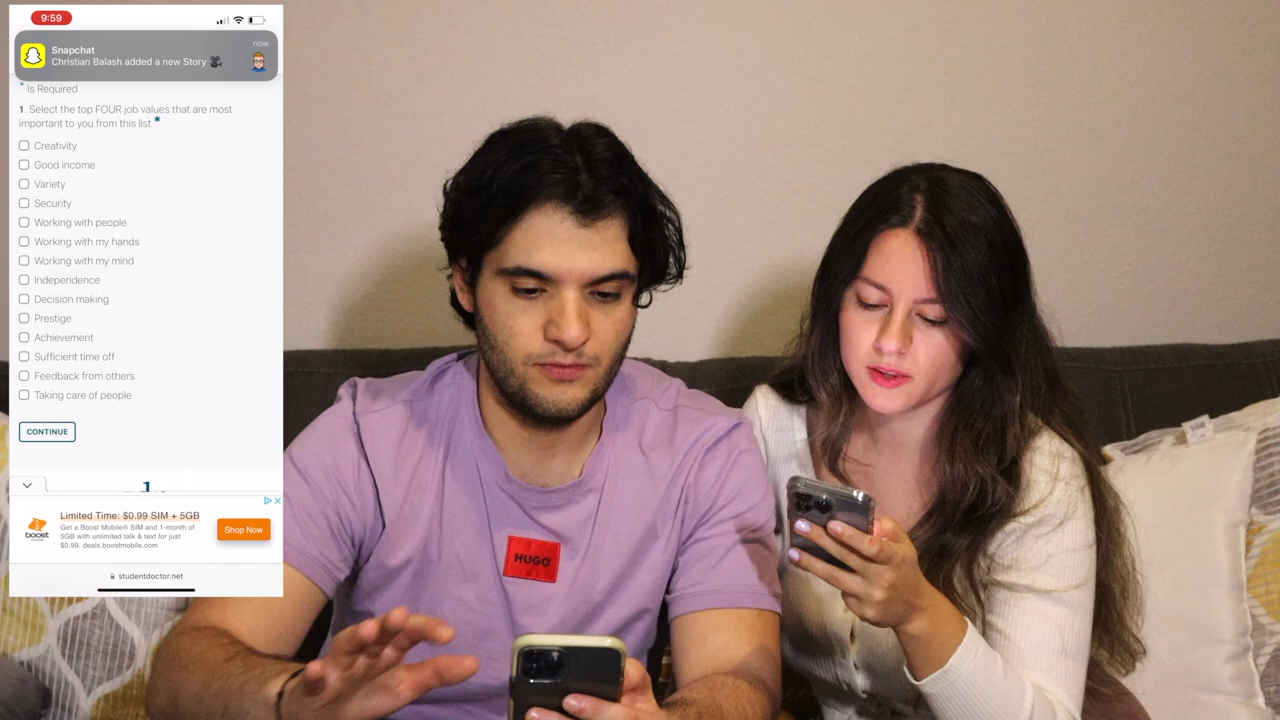 9:59
Snapchat
now
Christian Balash added a new Story 🎥
* Is Required
1. Select the top FOUR job values that are most
important to you from this list *
Creativity
Good income
Variety
Security
Working with people
Working with my hands
Working with my mind
Independence
Decision making
Prestige
Achievement
Sufficient time off
Feedback from others
Taking care of people
CONTINUE
Limited Time: $0.99 SIM + 5GB
Get a Boost Mobile® SIM and 1-month of
5GB with unlimited talk & text for just
$0.99. deals.boostmobile.com
boost
Shop Now
studentdoctor.net
HUGO